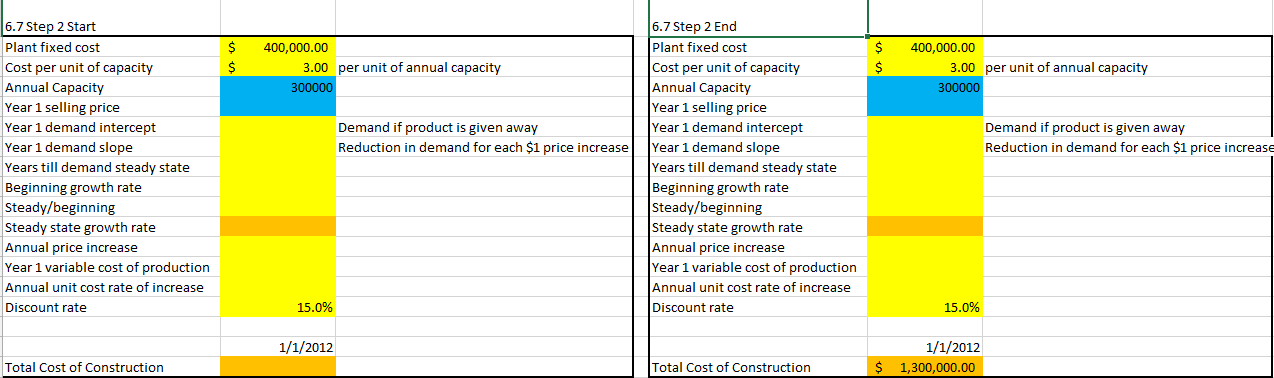 6.7 Step 2 Start
Plant fixed cost $ 400,000.00
Cost per unit of capacity $ 3.00 per unit of annual capacity
Annual Capacity 300000
Year 1 selling price
Year 1 demand intercept Demand if product is given away
Year 1 demand slope Reduction in demand for each $1 price increase
Years till demand steady state
Beginning growth rate
Steady/beginning
Steady state growth rate
Annual price increase
Year 1 variable cost of production
Annual unit cost rate of increase
Discount rate 15.0%
1/1/2012
Total Cost of Construction
6.7 Step 2 End
Plant fixed cost $ 400,000.00
Cost per unit of capacity $ 3.00 per unit of annual capacity
Annual Capacity 300000
Year 1 selling price
Year 1 demand intercept Demand if product is given away
Year 1 demand slope Reduction in demand for each $1 price increase
Years till demand steady state
Beginning growth rate
Steady/beginning
Steady state growth rate
Annual price increase
Year 1 variable cost of production
Annual unit cost rate of increase
Discount rate 15.0%
1/1/2012
Total Cost of Construction $ 1,300,000.00